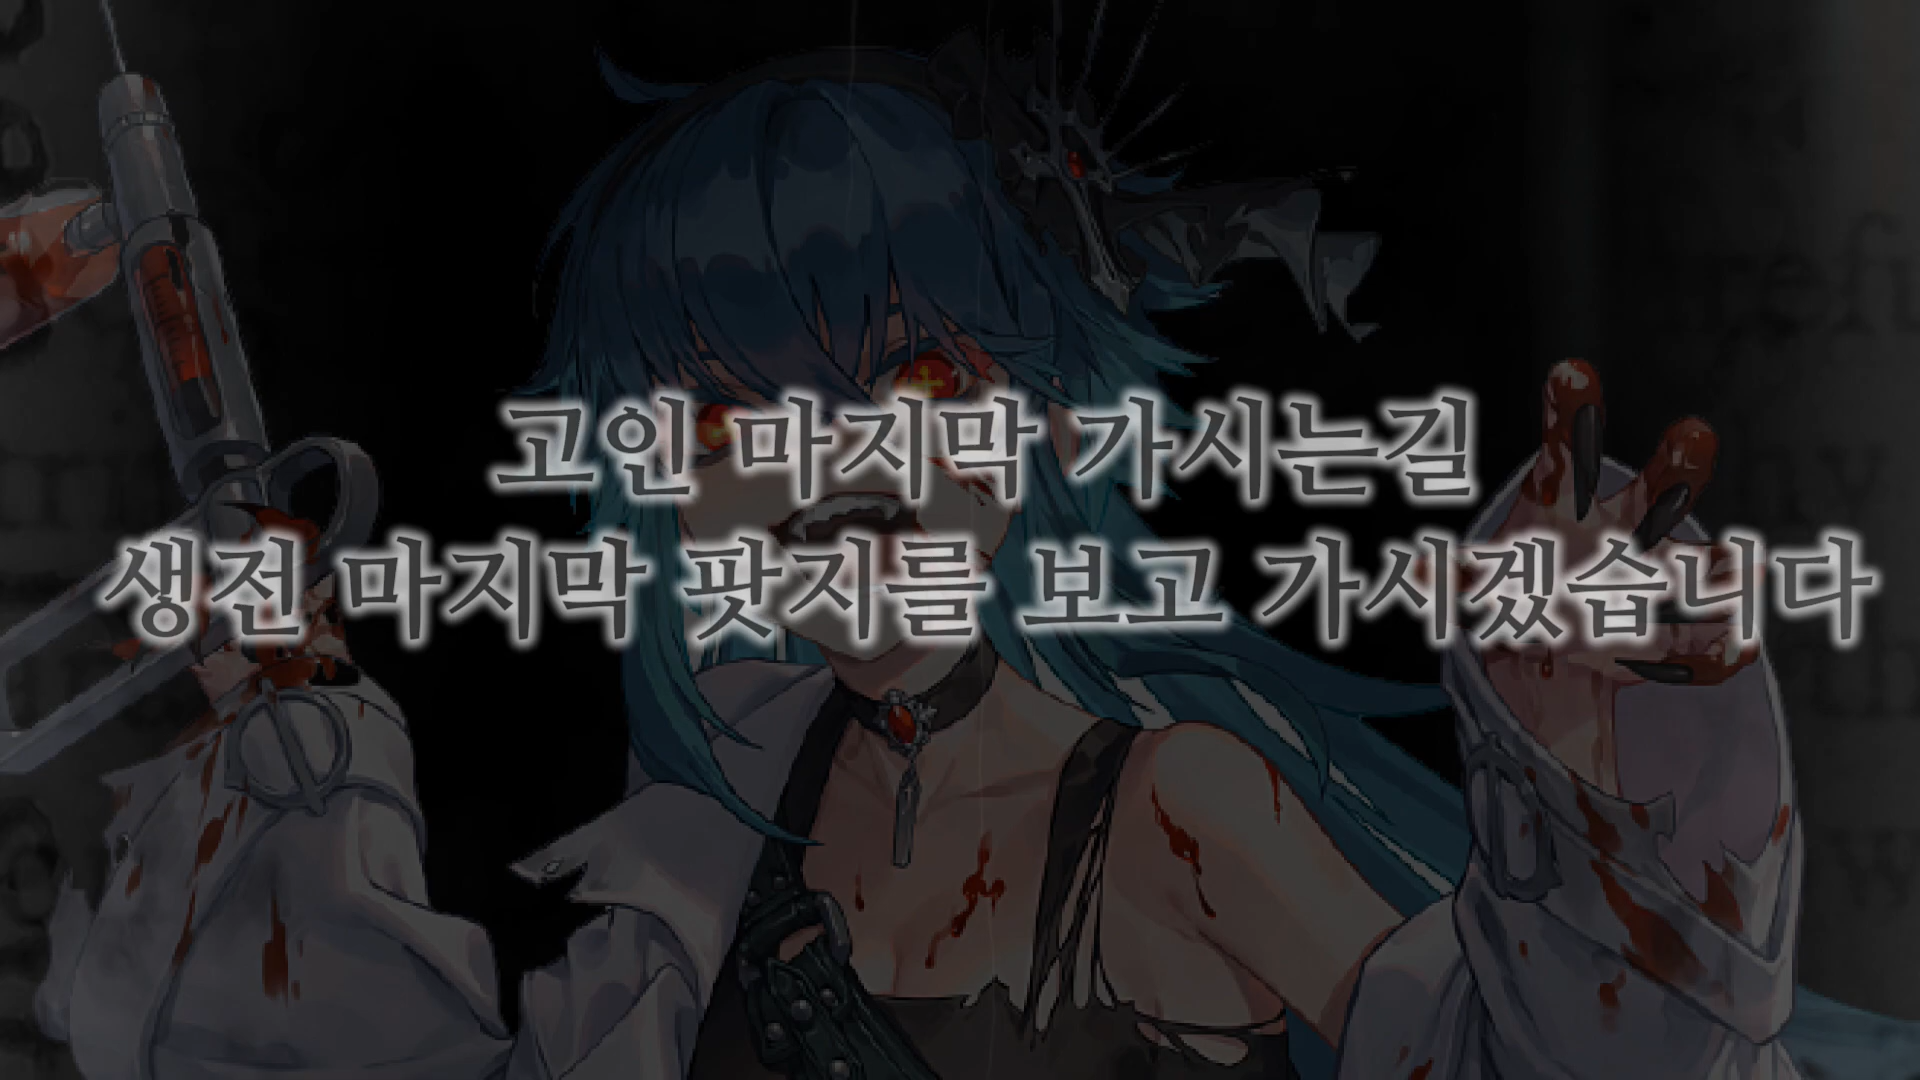 고인 마지막 가시는길
생전 마지막 팟지를 보고 가시겠습니다